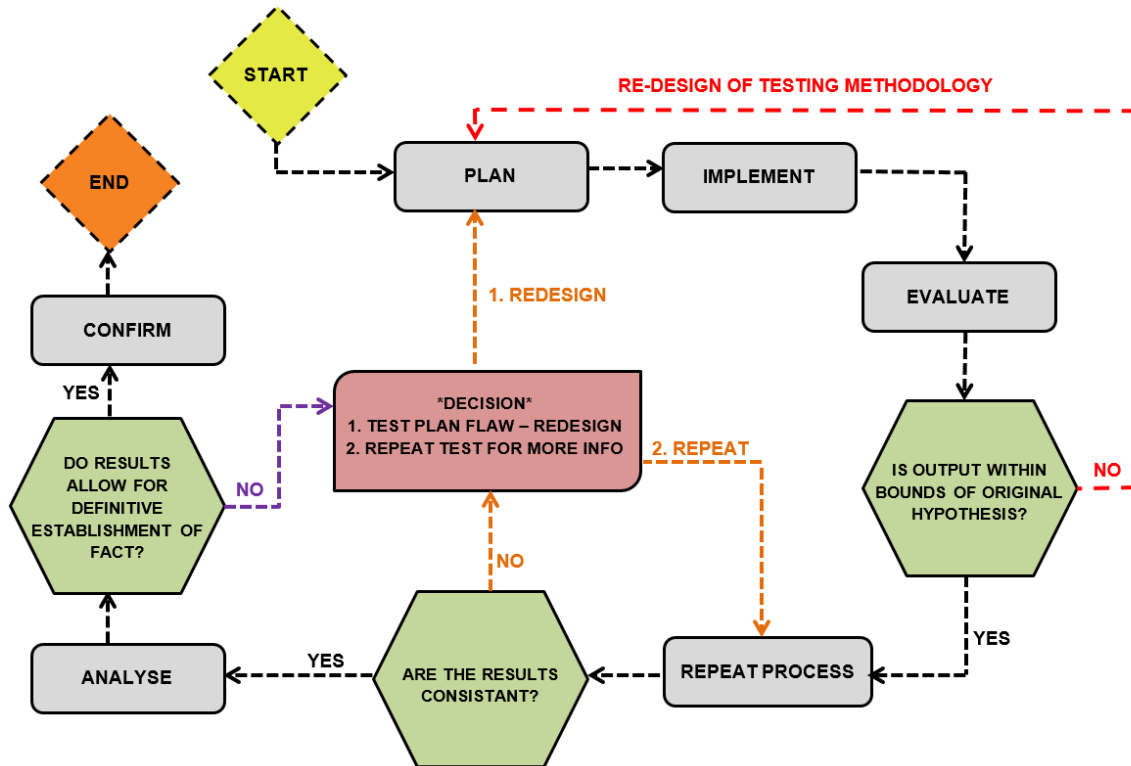 START
RE-DESIGN OF TESTING METHODOLOGY
END
PLAN
IMPLEMENT
1. REDESIGN
EVALUATE
CONFIRM
YES
*DECISION*
1. TEST PLAN FLAW – REDESIGN
2. REPEAT TEST FOR MORE INFO
2. REPEAT
DO RESULTS
ALLOW FOR
DEFINITIVE
ESTABLISHMENT OF
FACT?
NO
IS OUTPUT WITHIN
BOUNDS OF ORIGINAL
HYPOTHESIS?
NO
NO
YES
ANALYSE
YES
ARE THE RESULTS
CONSISTANT?
REPEAT PROCESS